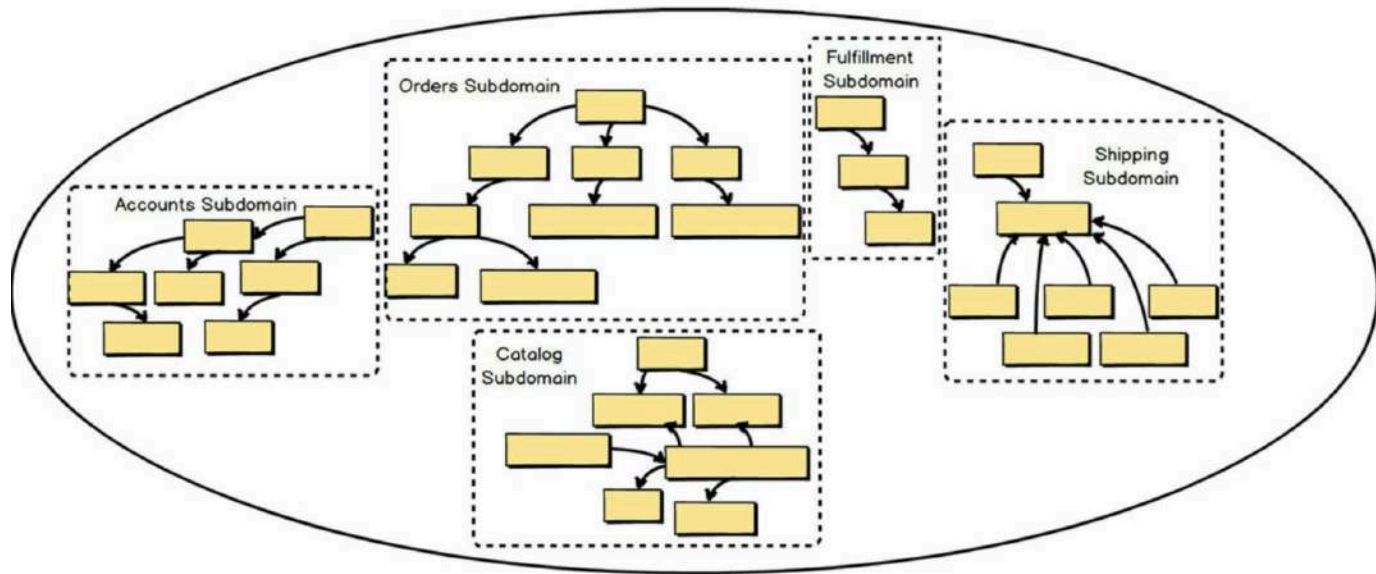 Orders Subdomain
Fulfillment
Subdomain
Shipping
Subdomain
Accounts Subdomain
Catalog
Subdomain